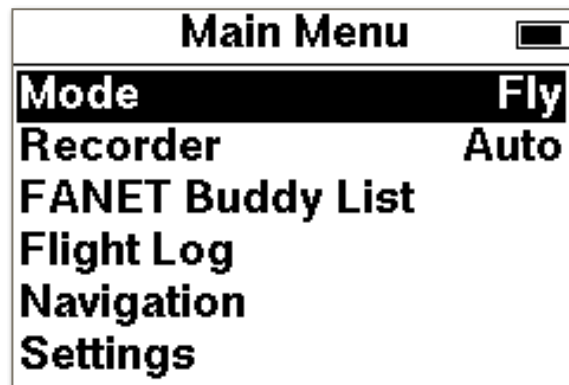 Main Menu
Mode Fly
Recorder Auto
FANET Buddy List
Flight Log
Navigation
Settings